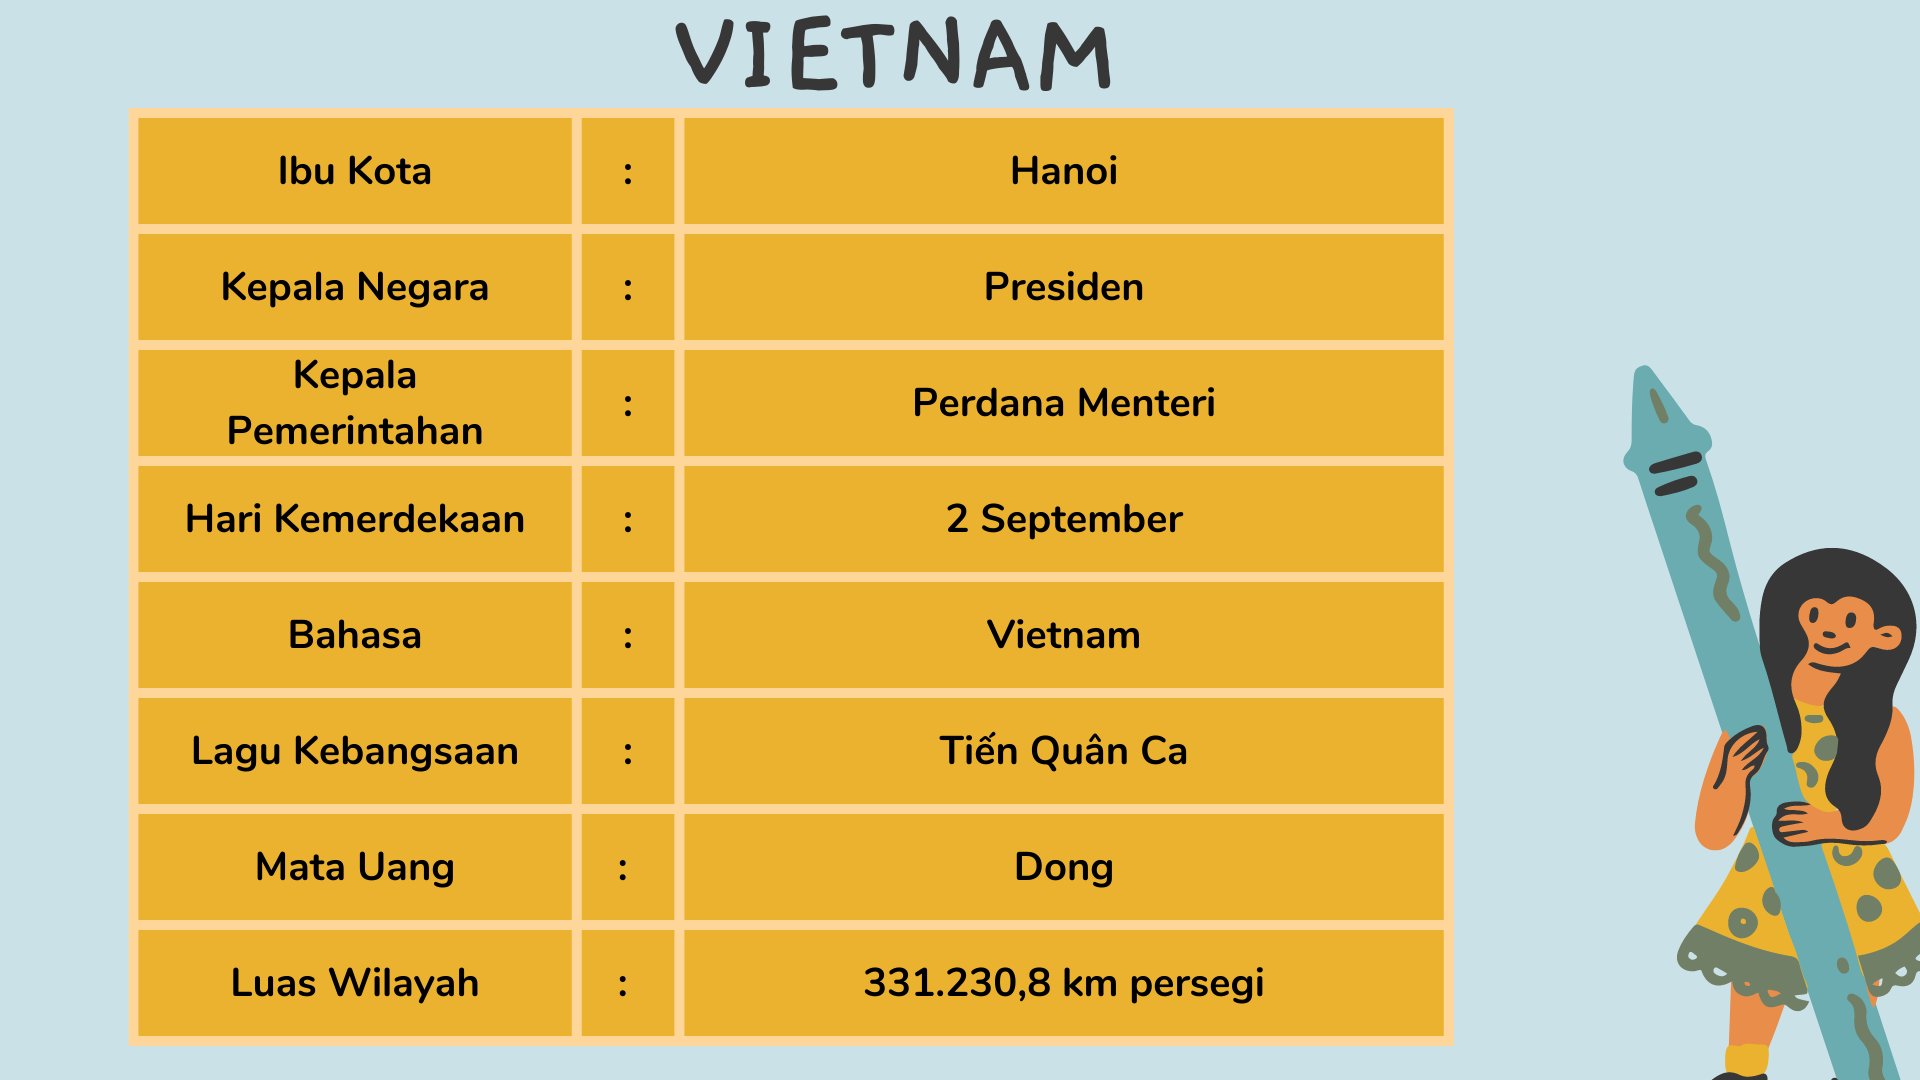 VIETNAM
Ibu Kota : Hanoi
Kepala Negara : Presiden
Kepala
Pemerintahan : Perdana Menteri
Hari Kemerdekaan : 2 September
Bahasa : Vietnam
Lagu Kebangsaan : Tiến Quân Ca
Mata Uang : Dong
Luas Wilayah : 331.230,8 km persegi